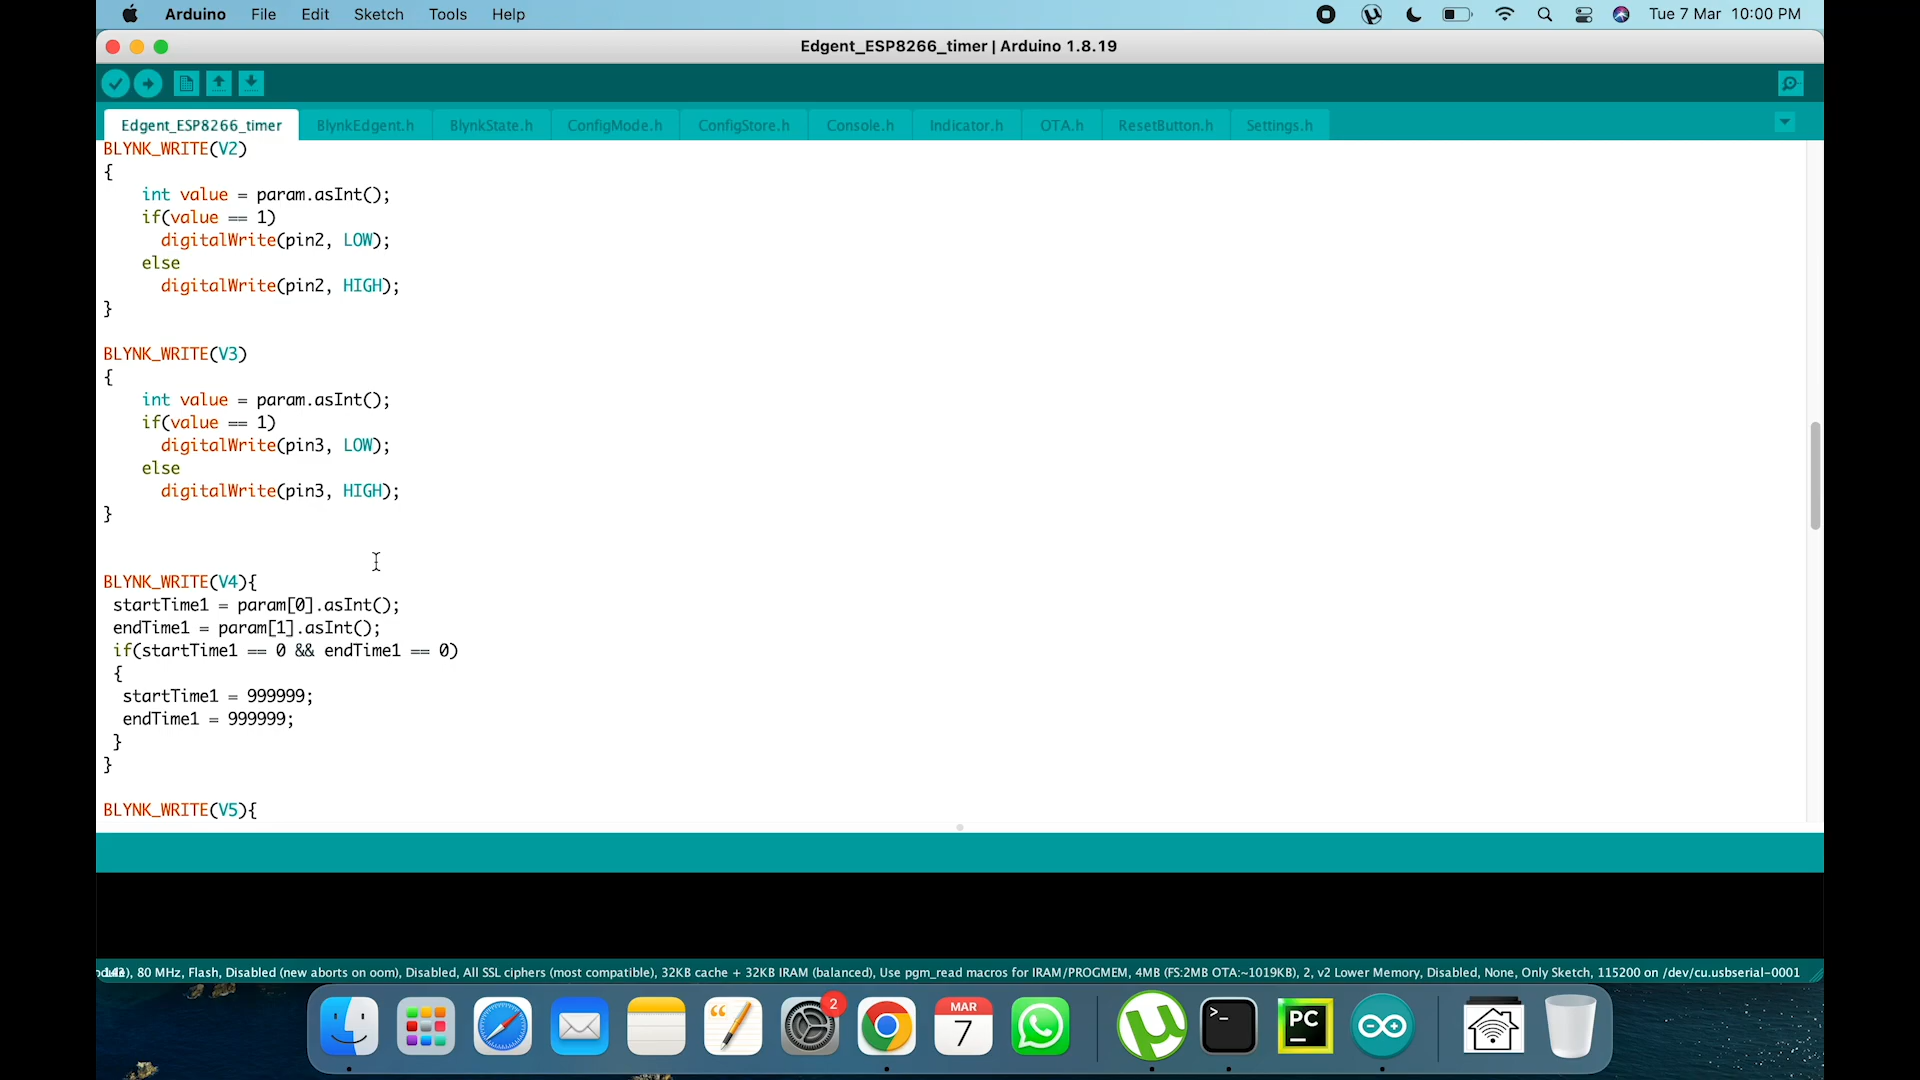 Arduino File Edit Sketch Tools Help Tue 7 Mar 10:00 PM
Edgent_ESP8266_timer | Arduino 1.8.19
Edgent_ESP8266_timer BlynkEdgent.h BlynkState.h ConfigMode.h ConfigStore.h Console.h Indicator.h OTA.h ResetButton.h Settings.h
BLYNK_WRITE(V2)
{
int value = param.asInt();
if(value == 1)
digitalWrite(pin2, LOW);
else
digitalWrite(pin2, HIGH);
}
BLYNK_WRITE(V3)
{
int value = param.asInt();
if(value == 1)
digitalWrite(pin3, LOW);
else
digitalWrite(pin3, HIGH);
}
BLYNK_WRITE(V4){
startTime1 = param[0].asInt();
endTime1 = param[1].asInt();
if(startTime1 == 0 && endTime1 == 0)
{
startTime1 = 999999;
endTime1 = 999999;
}
}
BLYNK_WRITE(V5){
80 MHz, Flash, Disabled (new aborts on oom), Disabled, All SSL ciphers (most compatible), 32KB cache + 32KB IRAM (balanced), Use pgm_read macros for IRAM/PROGMEM, 4MB (FS:2MB OTA:~1019KB), 2, v2 Lower Memory, Disabled, None, Only Sketch, 115200 on /dev/cu.usbserial-0001
2
MAR
7
>_
PC